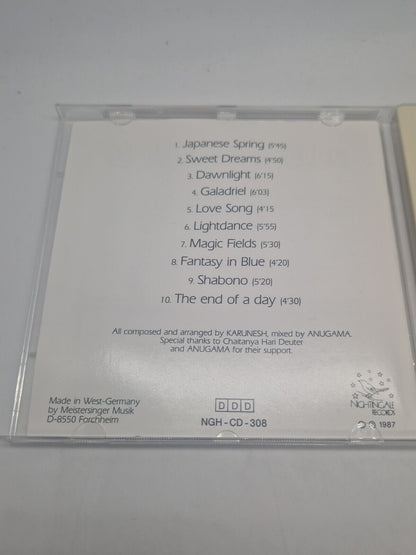 1. Japanese Spring (5'45)
2. Sweet Dreams (4'50)
3. Dawnlight (6'15)
4. Galadriel (6'03)
5. Love Song (4'15
6. Lightdance (5'55)
7. Magic Fields (5'30)
8. Fantasy in Blue (4'20)
9. Shabono (5'20)
10. The end of a day (4'30)
All composed and arranged by KARUNESH, mixed by ANUGAMA.
Special thanks to Chaitanya Hari Deuter
and ANUGAMA for their support.
Made in West-Germany
by Meistersinger Musik
D-8550 Forchheim
D D D
NGH-CD-308
NIGHTINGALE
RECORDS
℗ © 1987